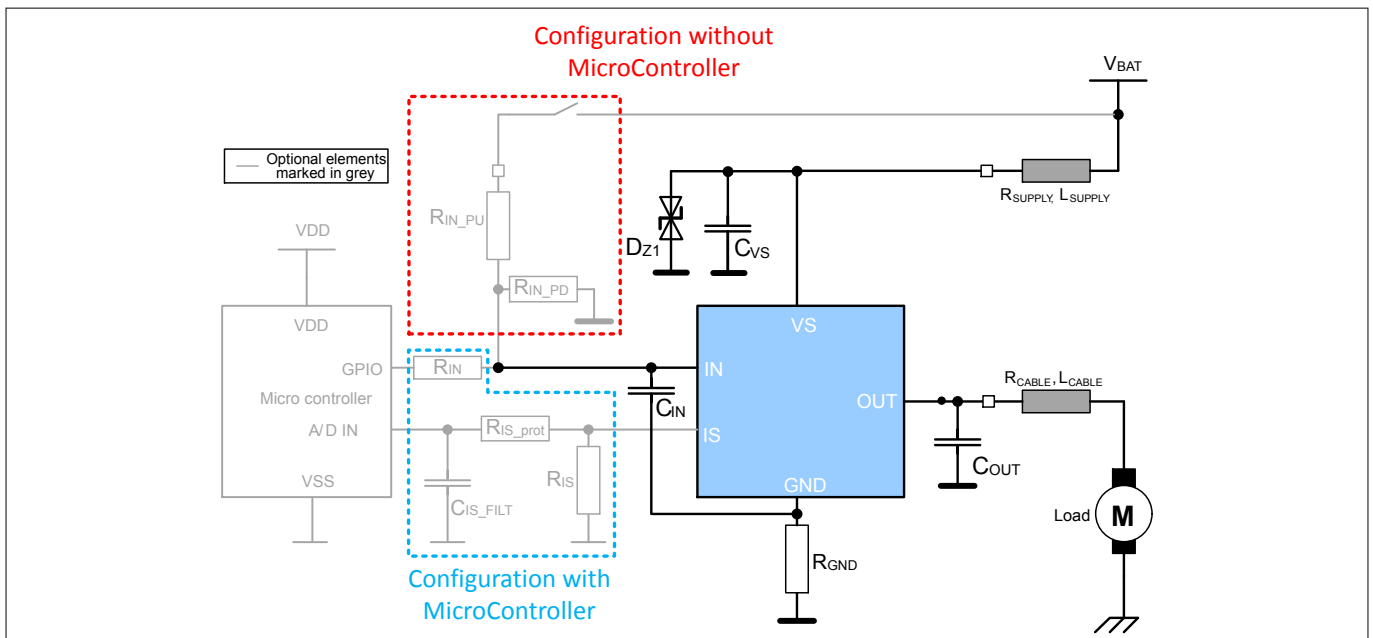 Configuration without
MicroController
VBAT
Optional elements
marked in grey
RIN_PU
RSUPPLY, LSUPPLY
DZ1
CVS
VDD
RIN_PD
VDD
VS
GPIO
RIN
IN
Micro controller
CIN
RCABLE, LCABLE
OUT
A/D IN
RIS_prot
IS
COUT
VSS
RIS
GND
CIS_FILT
Load
M
RGND
Configuration with
MicroController